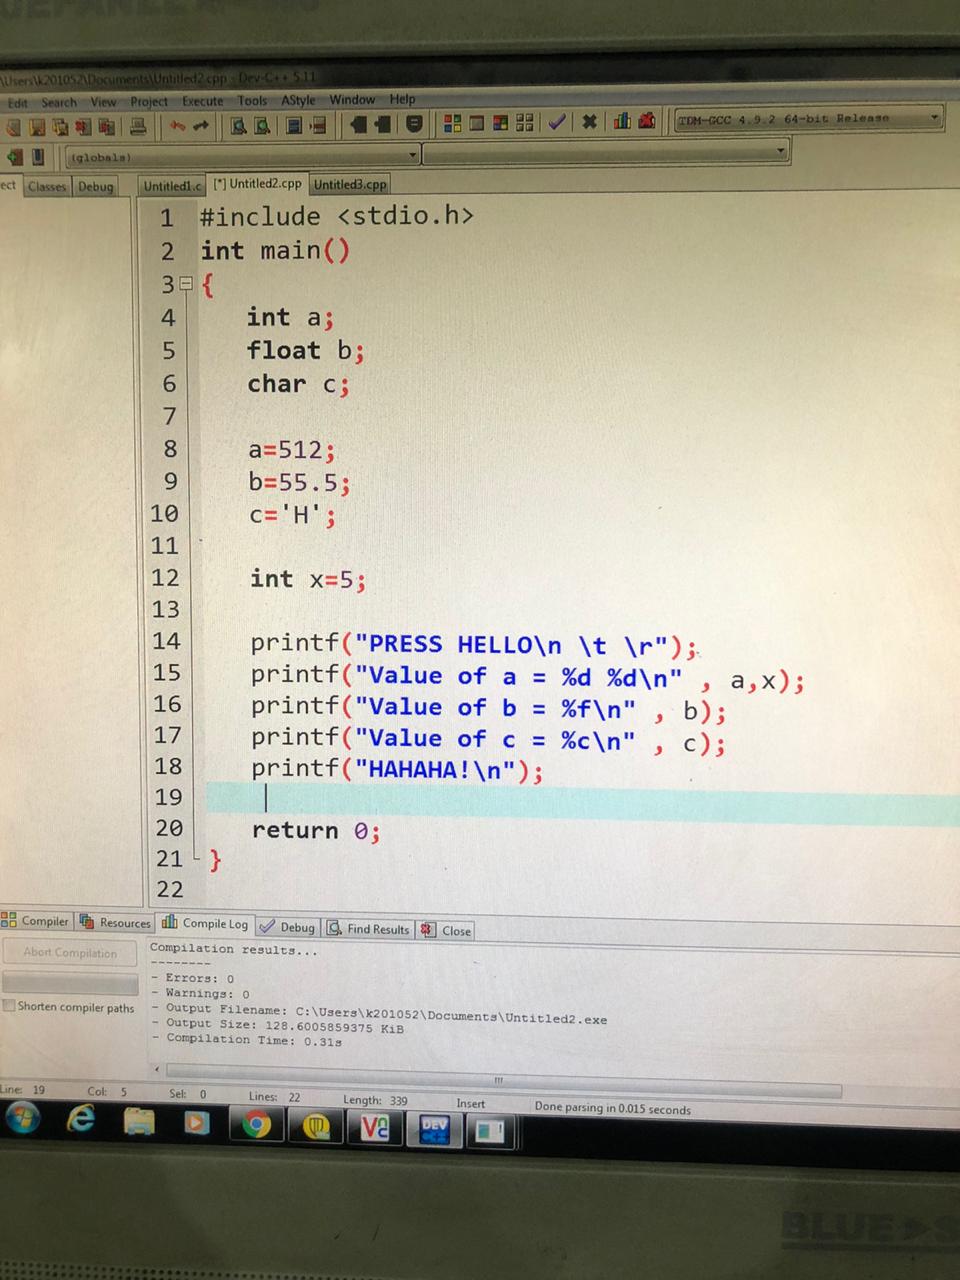 \Users\k201052\Documents\Untitled2.cpp - Dev-C++ 5.11
Edit Search View Project Execute Tools AStyle Window Help
TDM-GCC 4.9.2 64-bit Release
(globals)
ect Classes Debug Untitled1.c [*] Untitled2.cpp Untitled3.cpp
1 #include <stdio.h>
2 int main()
3 {
4 int a;
5 float b;
6 char c;
7
8 a=512;
9 b=55.5;
10 c='H';
11
12 int x=5;
13
14 printf("PRESS HELLO\n \t \r");
15 printf("Value of a = %d %d\n" , a,x);
16 printf("Value of b = %f\n" , b);
17 printf("Value of c = %c\n" , c);
18 printf("HAHAHA!\n");
19
20 return 0;
21 }
22
Compiler Resources Compile Log Debug Find Results Close
Abort Compilation
Shorten compiler paths
Compilation results...
--------
- Errors: 0
- Warnings: 0
- Output Filename: C:\Users\k201052\Documents\Untitled2.exe
- Output Size: 128.6005859375 KiB
- Compilation Time: 0.31s
Line: 19 Col: 5 Sel: 0 Lines: 22 Length: 339 Insert Done parsing in 0.015 seconds
DEV
C++